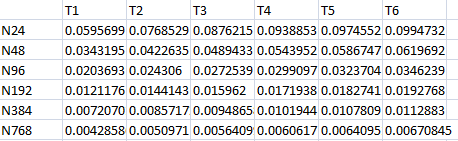 T1 T2 T3 T4 T5 T6
N24 0.0595699 0.0768529 0.0876215 0.0938853 0.0974552 0.0994732
N48 0.0343195 0.0422635 0.0489433 0.0543952 0.0586747 0.0619692
N96 0.0203693 0.024306 0.0272539 0.0299097 0.0323704 0.0346239
N192 0.0121176 0.0144143 0.015962 0.0171938 0.0182741 0.0192768
N384 0.0072070 0.0085717 0.0094865 0.0101944 0.0107809 0.0112883
N768 0.0042858 0.0050971 0.0056409 0.0060617 0.0064095 0.00670845